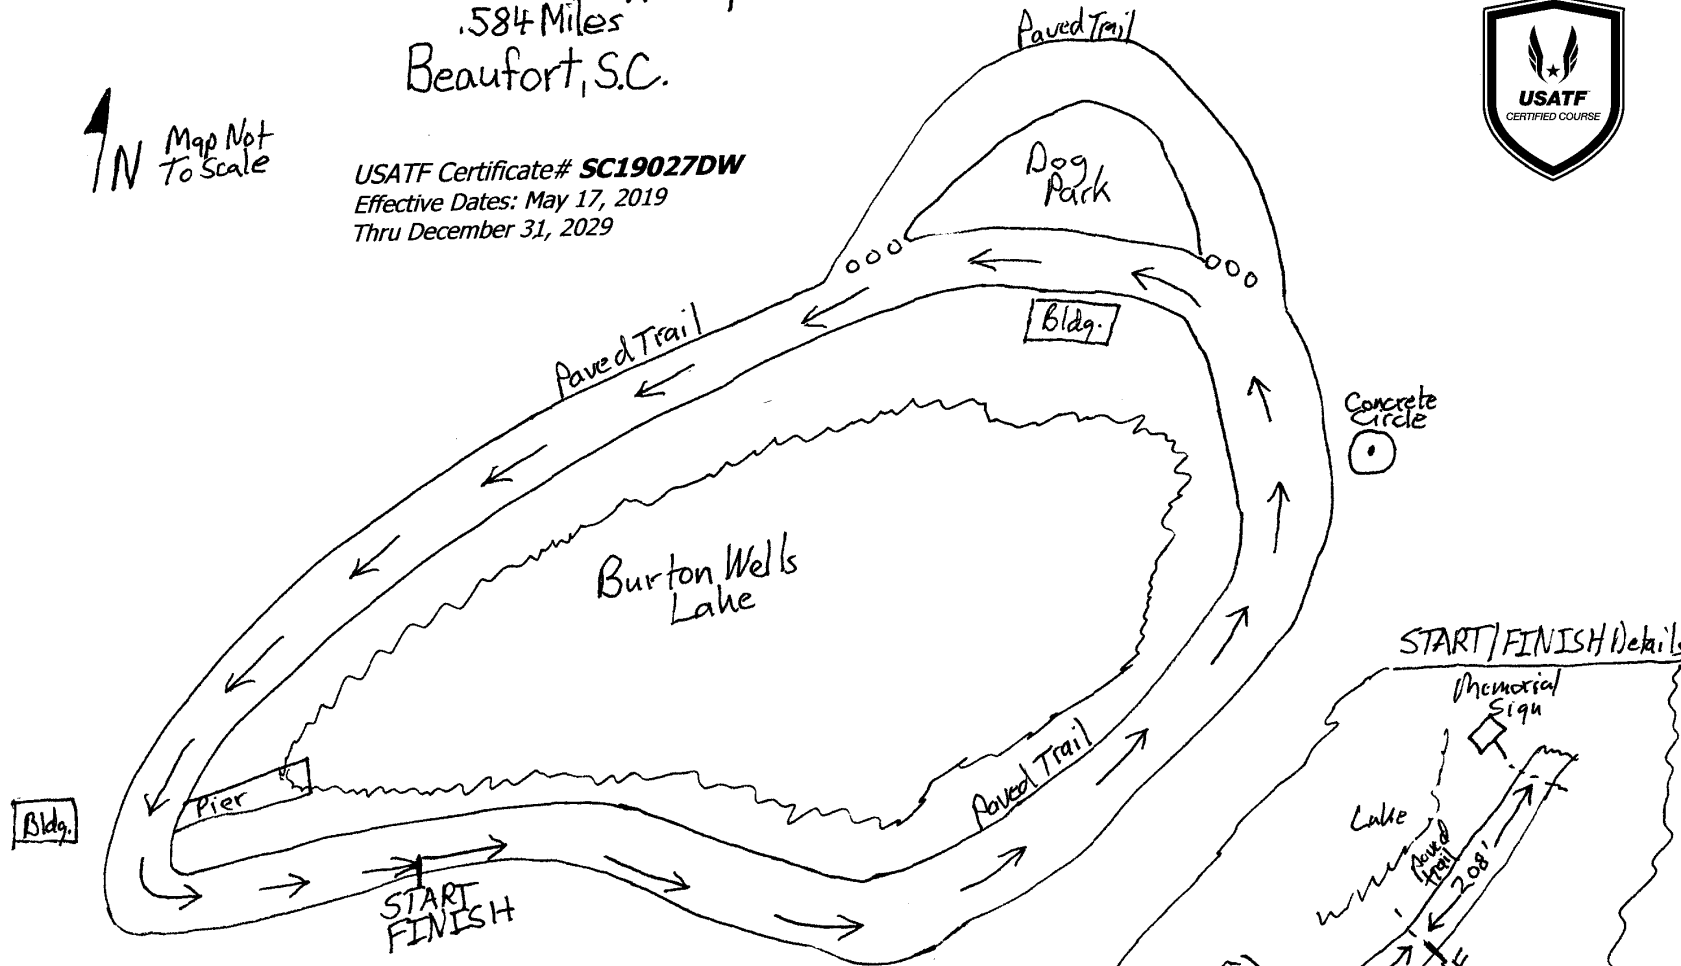 .584 Miles
Beaufort, S.C.
N
Map Not
To Scale
USATF Certificate# SC19027DW
Effective Dates: May 17, 2019
Thru December 31, 2029
Paved Trail
USATF
CERTIFIED COURSE
Dog
Park
Bldg.
Paved Trail
Concrete
Circle
Burton Wells
Lake
START/FINISH Details
Memorial
Sign
Paved Trail
Pier
Bldg.
Lake
Paved
Trail
208'
START
FINISH